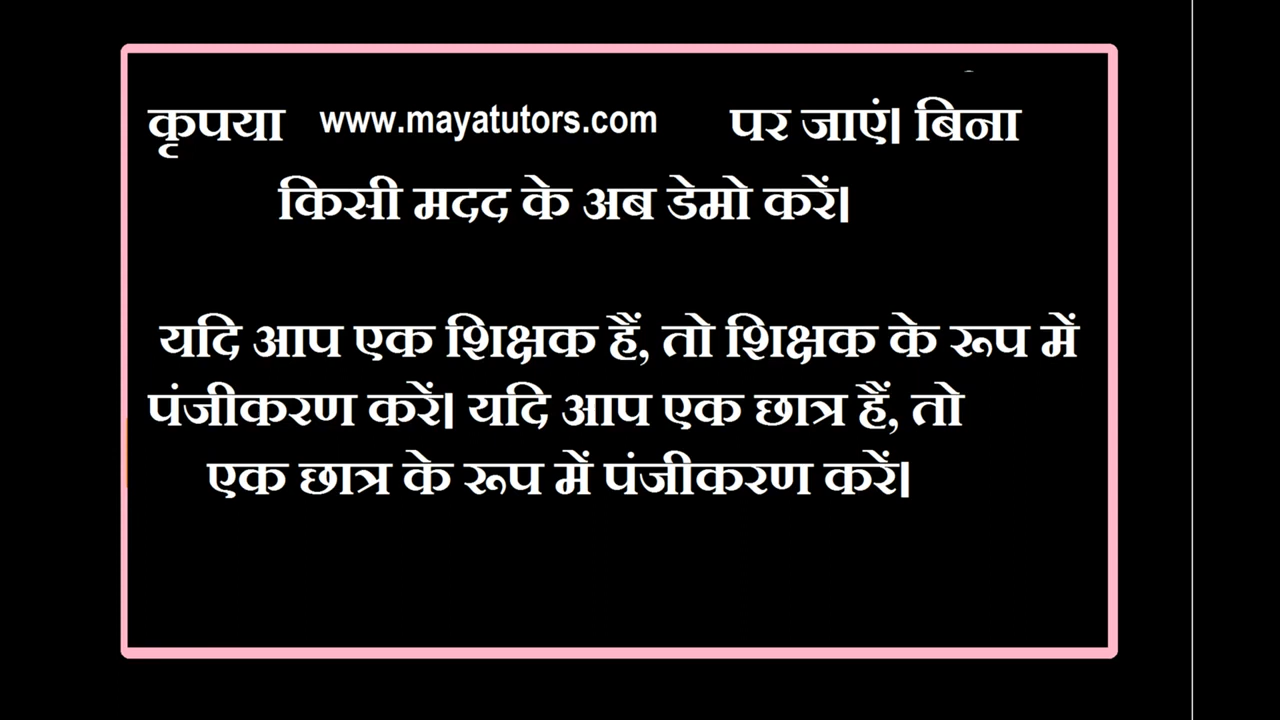 कृपया www.mayatutors.com पर जाएं। बिना
किसी मदद के अब डेमो करें।
यदि आप एक शिक्षक हैं, तो शिक्षक के रूप में
पंजीकरण करें। यदि आप एक छात्र हैं, तो
एक छात्र के रूप में पंजीकरण करें।